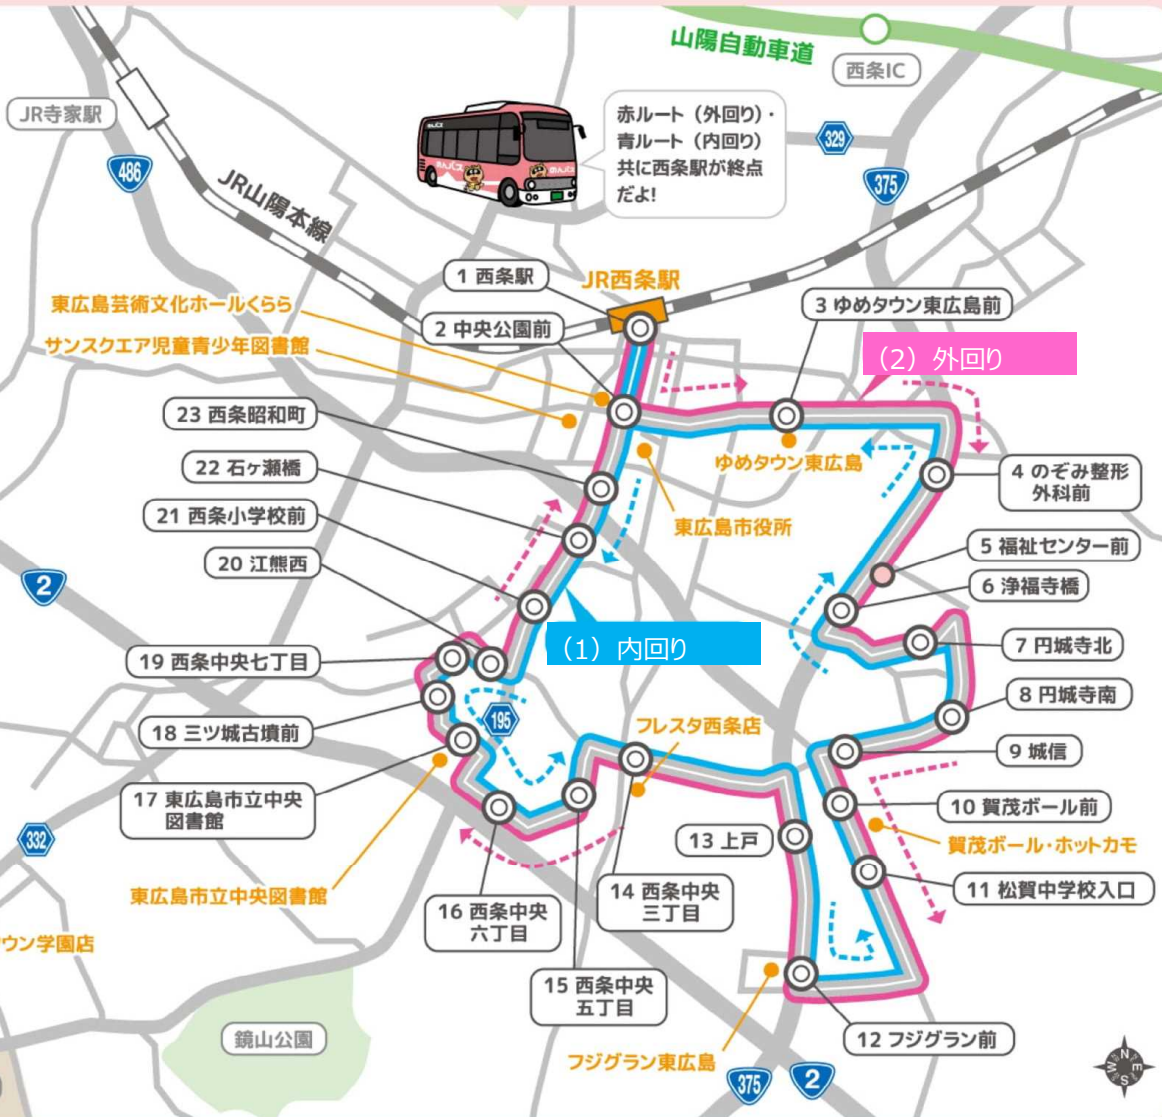 山陽自動車道
西条IC
JR寺家駅
赤ルート（外回り）・
青ルート（内回り）
共に西条駅が終点
だよ!
のんバス
のんバス
329
486
375
JR山陽本線
1 西条駅
JR西条駅
東広島芸術文化ホールくらら
2 中央公園前
3 ゆめタウン東広島前
サンスクエア児童青少年図書館
（2）外回り
23 西条昭和町
ゆめタウン東広島
4 のぞみ整形
外科前
22 石ヶ瀬橋
21 西条小学校前
東広島市役所
5 福祉センター前
20 江熊西
2
6 浄福寺橋
（1）内回り
7 円城寺北
19 西条中央七丁目
8 円城寺南
195
フレスタ西条店
18 三ツ城古墳前
9 城信
17 東広島市立中央
図書館
10 賀茂ボール前
332
13 上戸
賀茂ボール・ホットカモ
東広島市立中央図書館
14 西条中央
三丁目
11 松賀中学校入口
16 西条中央
六丁目
ウン学園店
15 西条中央
五丁目
鏡山公園
12 フジグラン前
フジグラン東広島
375
2
N
E
S
W